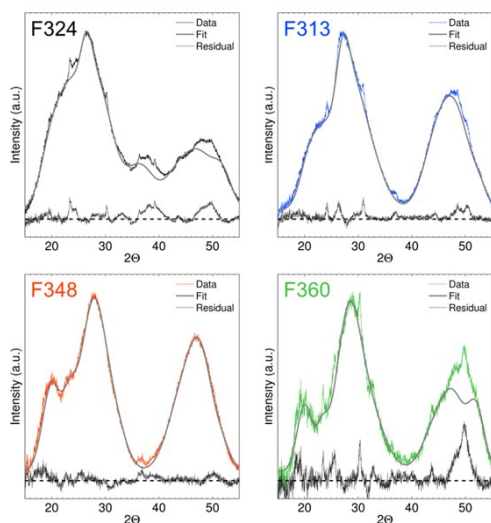 F324
Data
Fit
Residual
Intensity (a.u.)
20 30 40 50
2Θ
F313
Data
Fit
Residual
Intensity (a.u.)
20 30 40 50
2Θ
F348
Data
Fit
Residual
Intensity (a.u.)
20 30 40 50
2Θ
F360
Data
Fit
Residual
Intensity (a.u.)
20 30 40 50
2Θ